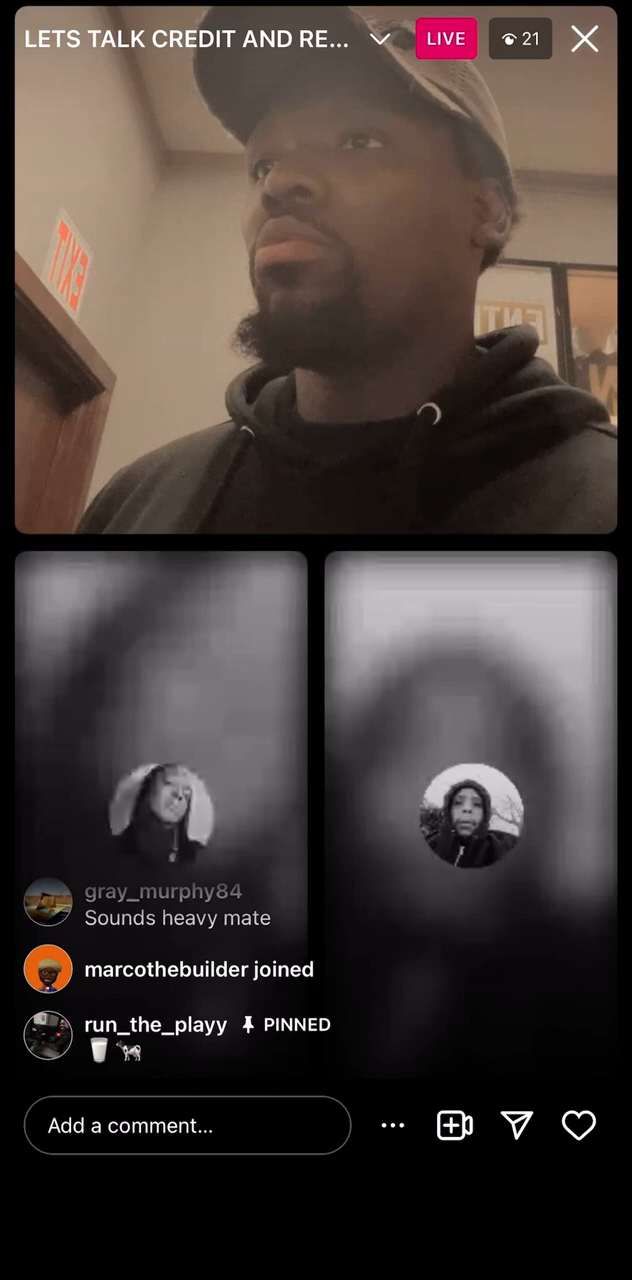 LETS TALK CREDIT AND RE...
LIVE
21
EXIT
gray_murphy84
Sounds heavy mate
marcothebuilder joined
run_the_playy PINNED
🥛🐐
Add a comment...